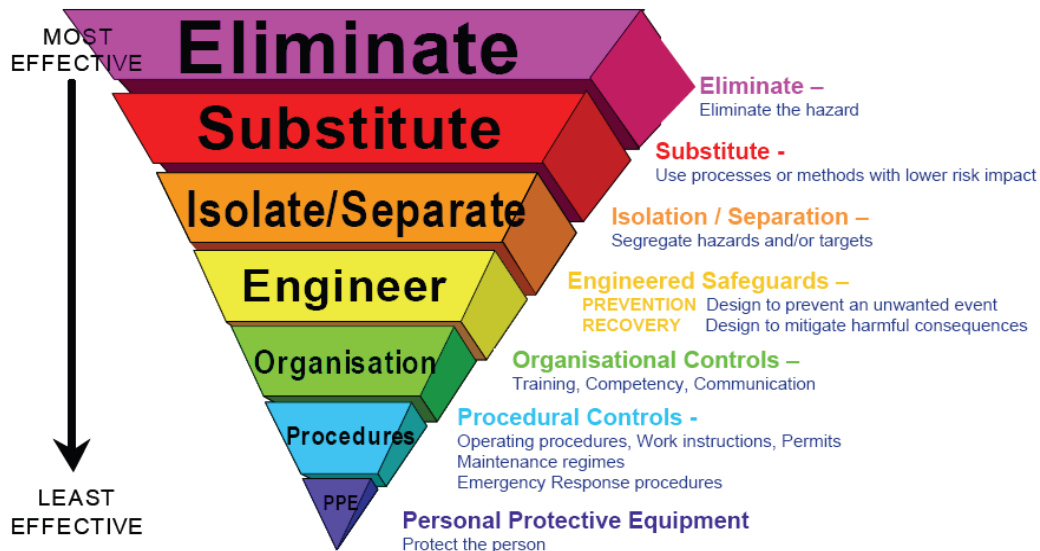 MOST
EFFECTIVE
Eliminate
Substitute
Isolate/Separate
Engineer
Organisation
Procedures
PPE
LEAST
EFFECTIVE
Eliminate –
Eliminate the hazard
Substitute -
Use processes or methods with lower risk impact
Isolation / Separation –
Segregate hazards and/or targets
Engineered Safeguards –
PREVENTION Design to prevent an unwanted event
RECOVERY Design to mitigate harmful consequences
Organisational Controls –
Training, Competency, Communication
Procedural Controls -
Operating procedures, Work instructions, Permits
Maintenance regimes
Emergency Response procedures
Personal Protective Equipment
Protect the person